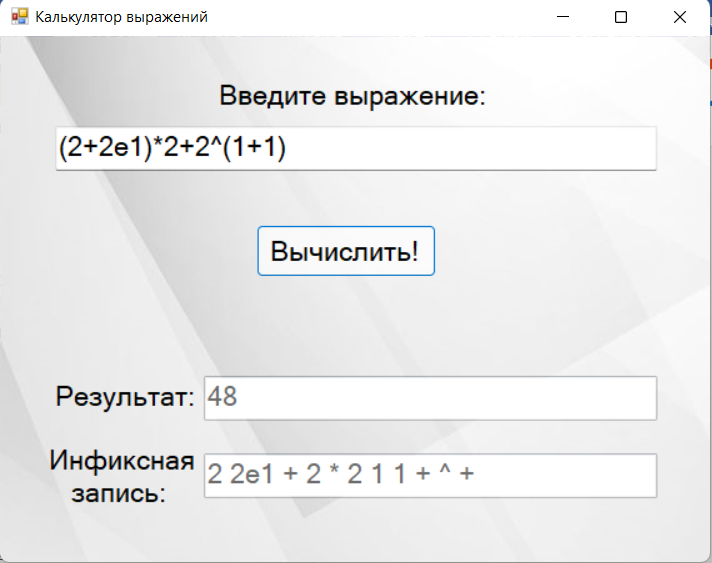 Калькулятор выражений
Введите выражение:
(2+2e1)*2+2^(1+1)
Вычислить!
Результат:
48
Инфиксная
запись:
2 2e1 + 2 * 2 1 1 + ^ +